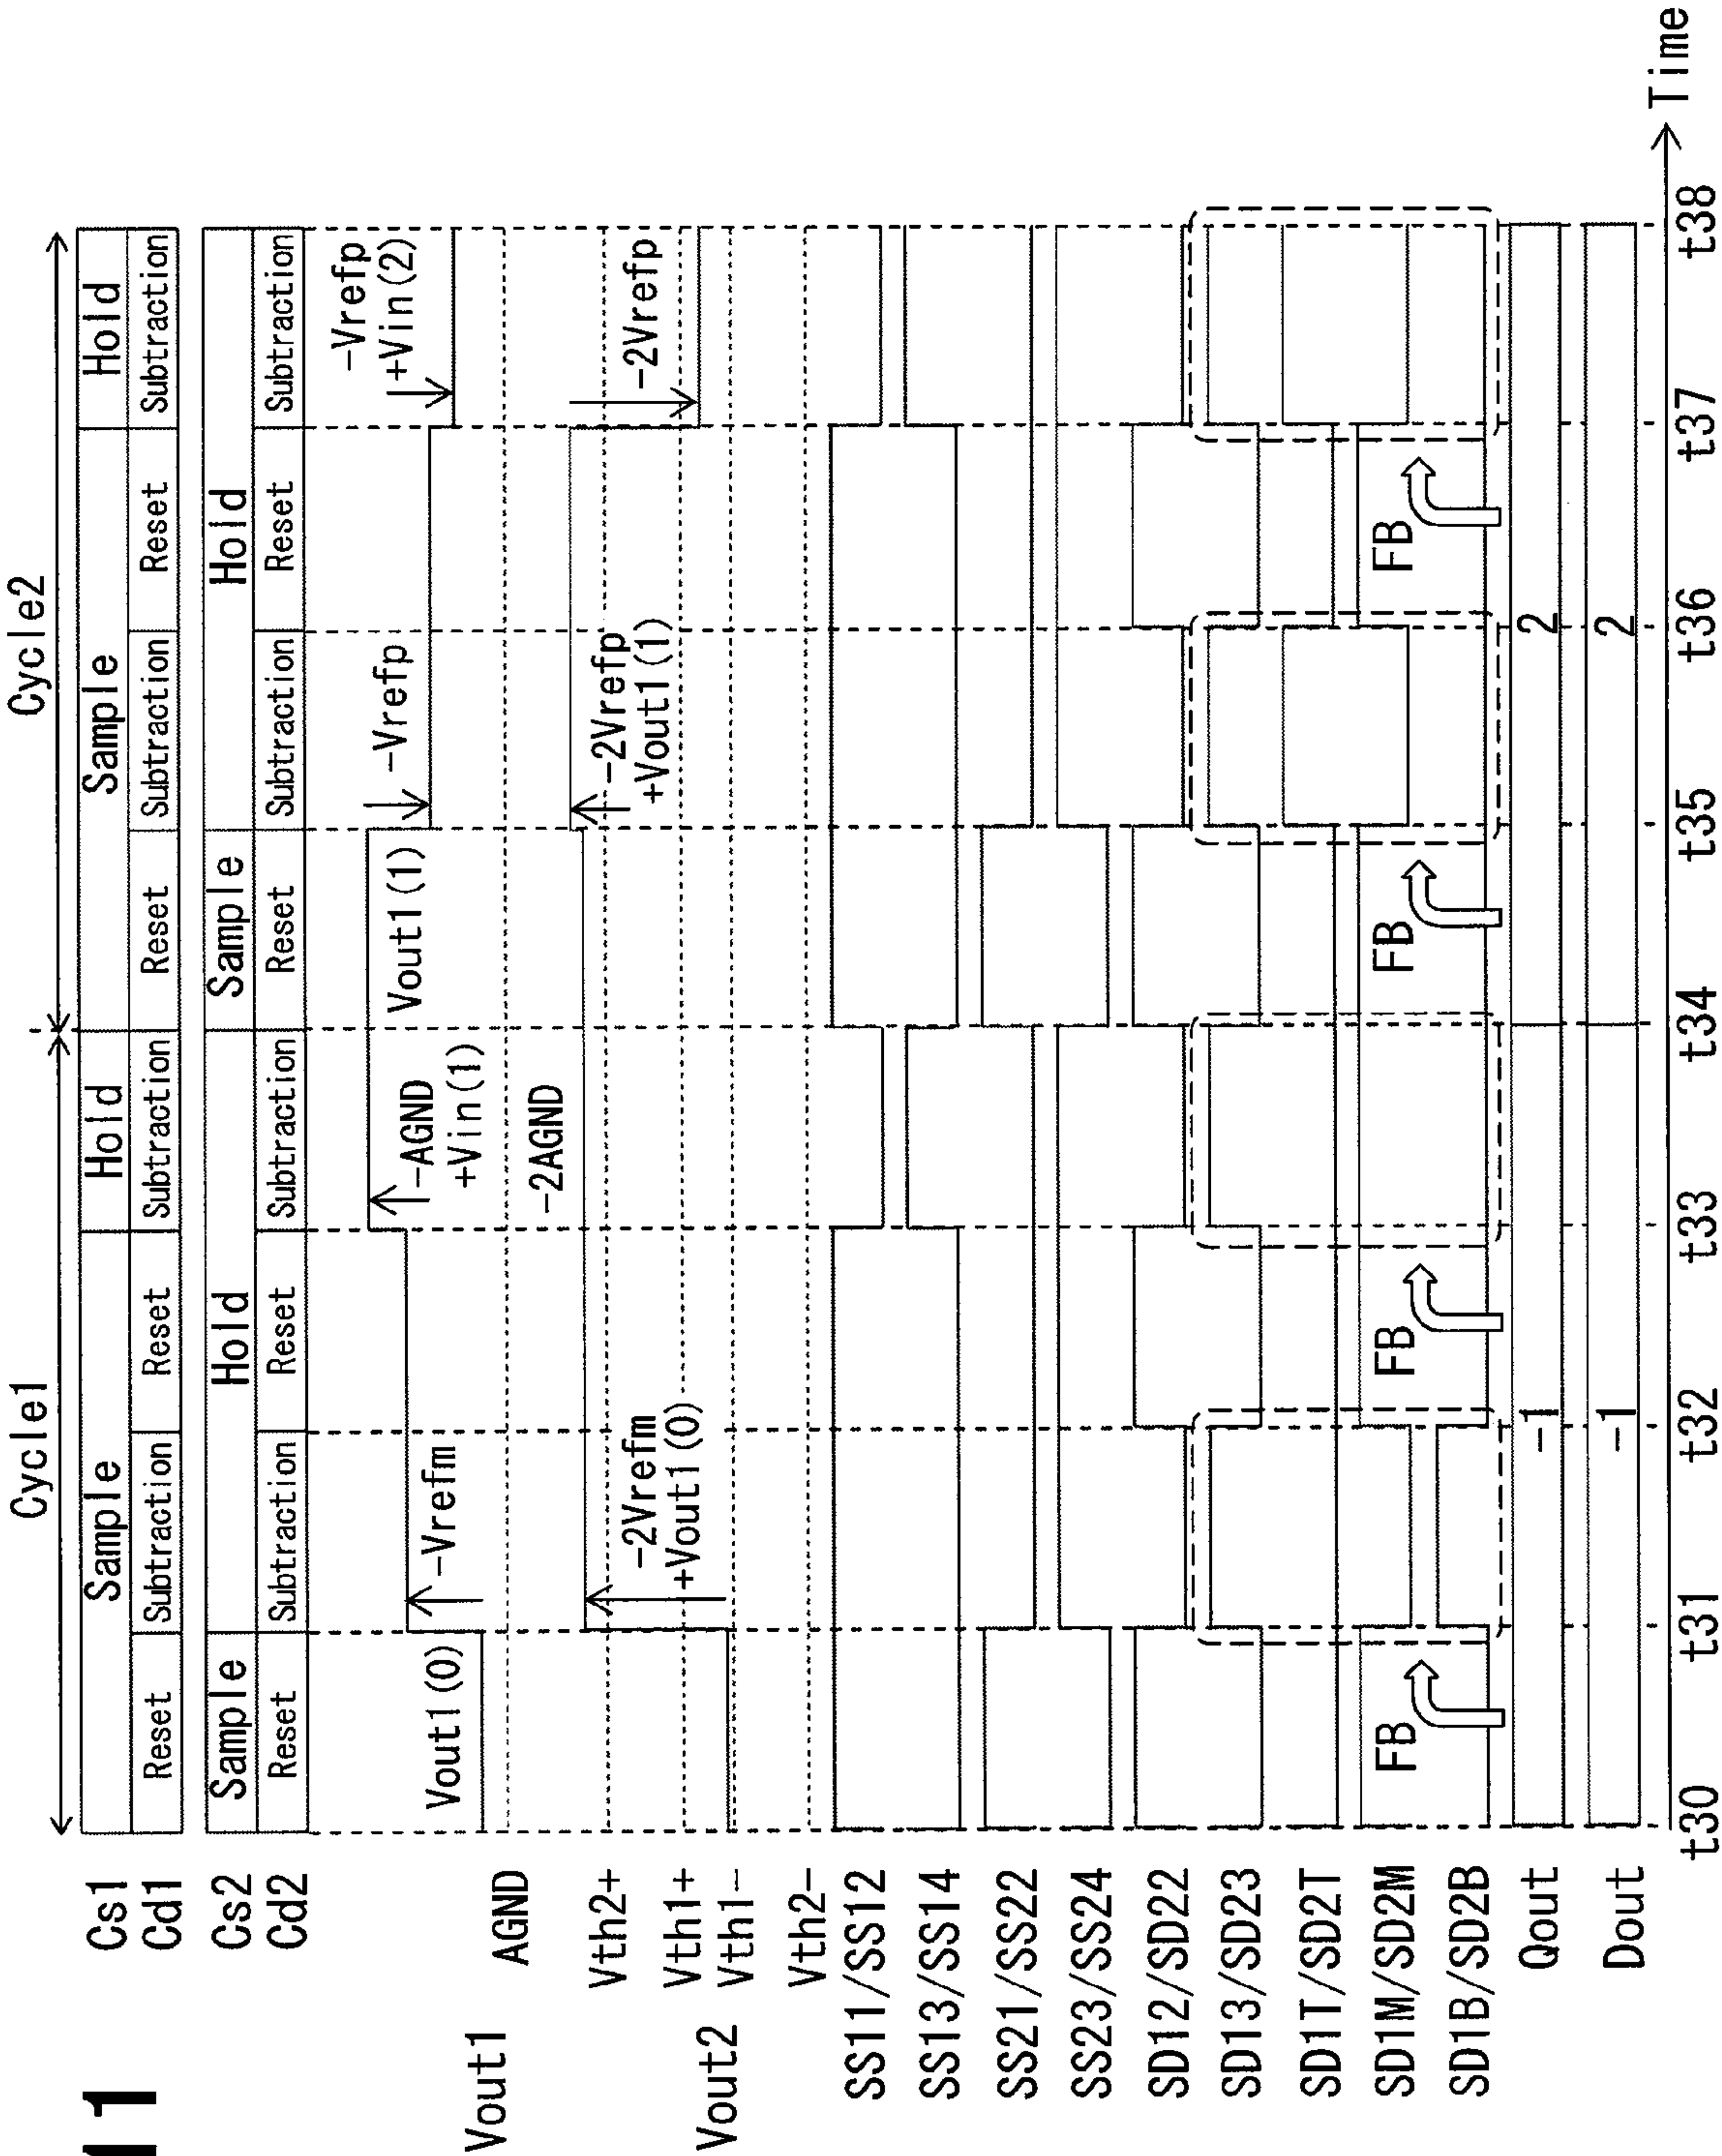 11
Cycle1 Cycle2
Cs1 Sample Hold Sample Hold
Cd1 Reset Subtraction Reset Subtraction Reset Subtraction Reset Subtraction
Cs2 Sample Hold Sample Hold
Cd2 Reset Subtraction Reset Subtraction Reset Subtraction Reset Subtraction
Vout1
Vout1(0)
-Vrefm
-AGND
+Vin(1)
Vout1(1)
-Vrefp
-Vrefp
+Vin(2)
AGND
Vout2
-2Vrefm
+Vout1(0)
-2AGND
-2Vrefp
+Vout1(1)
-2Vrefp
Vth2+
Vth1+
Vth1-
Vth2-
SS11/SS12
SS13/SS14
SS21/SS22
SS23/SS24
SD12/SD22
SD13/SD23
SD1T/SD2T
SD1M/SD2M
FB FB FB FB
SD1B/SD2B
Qout -1 2
Dout -1 2
t30 t31 t32 t33 t34 t35 t36 t37 t38
Time